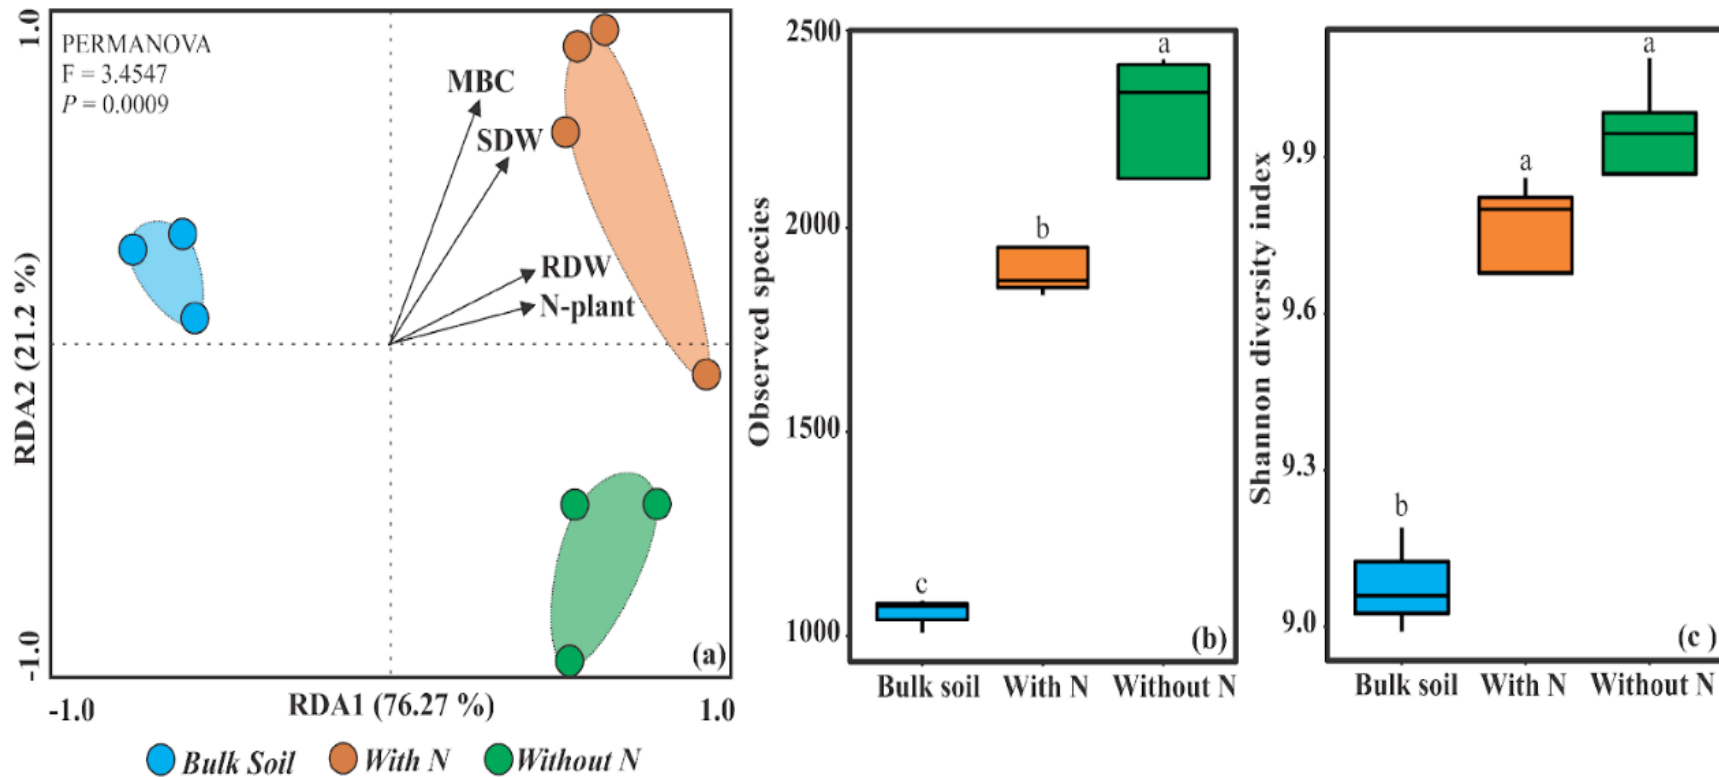 PERMANOVA
F = 3.4547
P = 0.0009
MBC
SDW
RDW
N-plant
(a)
1.0
RDA2 (21.2 %)
-1.0
-1.0
RDA1 (76.27 %)
1.0
Bulk Soil
With N
Without N
Observed species
2500
2000
1500
1000
c
b
a
(b)
Bulk soil
With N
Without N
Shannon diversity index
9.9
9.6
9.3
9.0
b
a
a
(c )
Bulk soil
With N
Without N